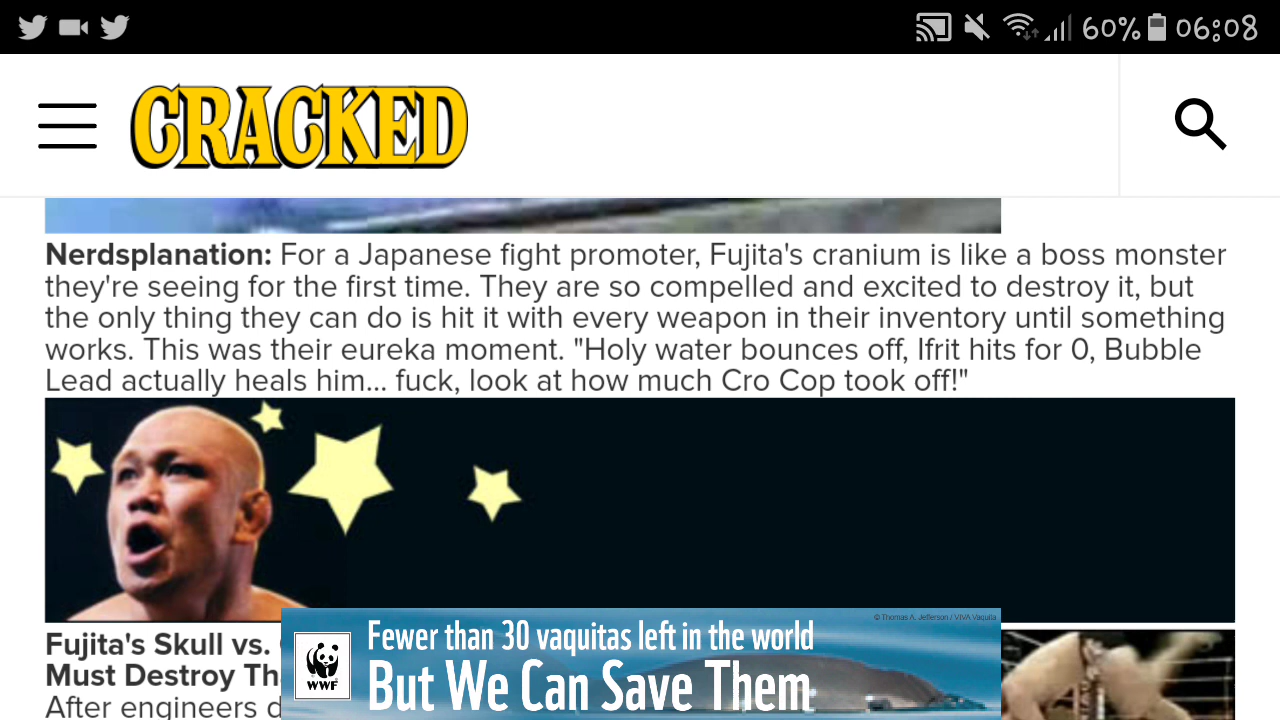 60% 06:08
CRACKED
Nerdsplanation: For a Japanese fight promoter, Fujita's cranium is like a boss monster
they're seeing for the first time. They are so compelled and excited to destroy it, but
the only thing they can do is hit it with every weapon in their inventory until something
works. This was their eureka moment. "Holy water bounces off, Ifrit hits for 0, Bubble
Lead actually heals him... fuck, look at how much Cro Cop took off!"
Fujita's Skull vs.
Must Destroy Th
After engineers d
© Thomas A. Jefferson / VIVA Vaquita
Fewer than 30 vaquitas left in the world
But We Can Save Them
WWF